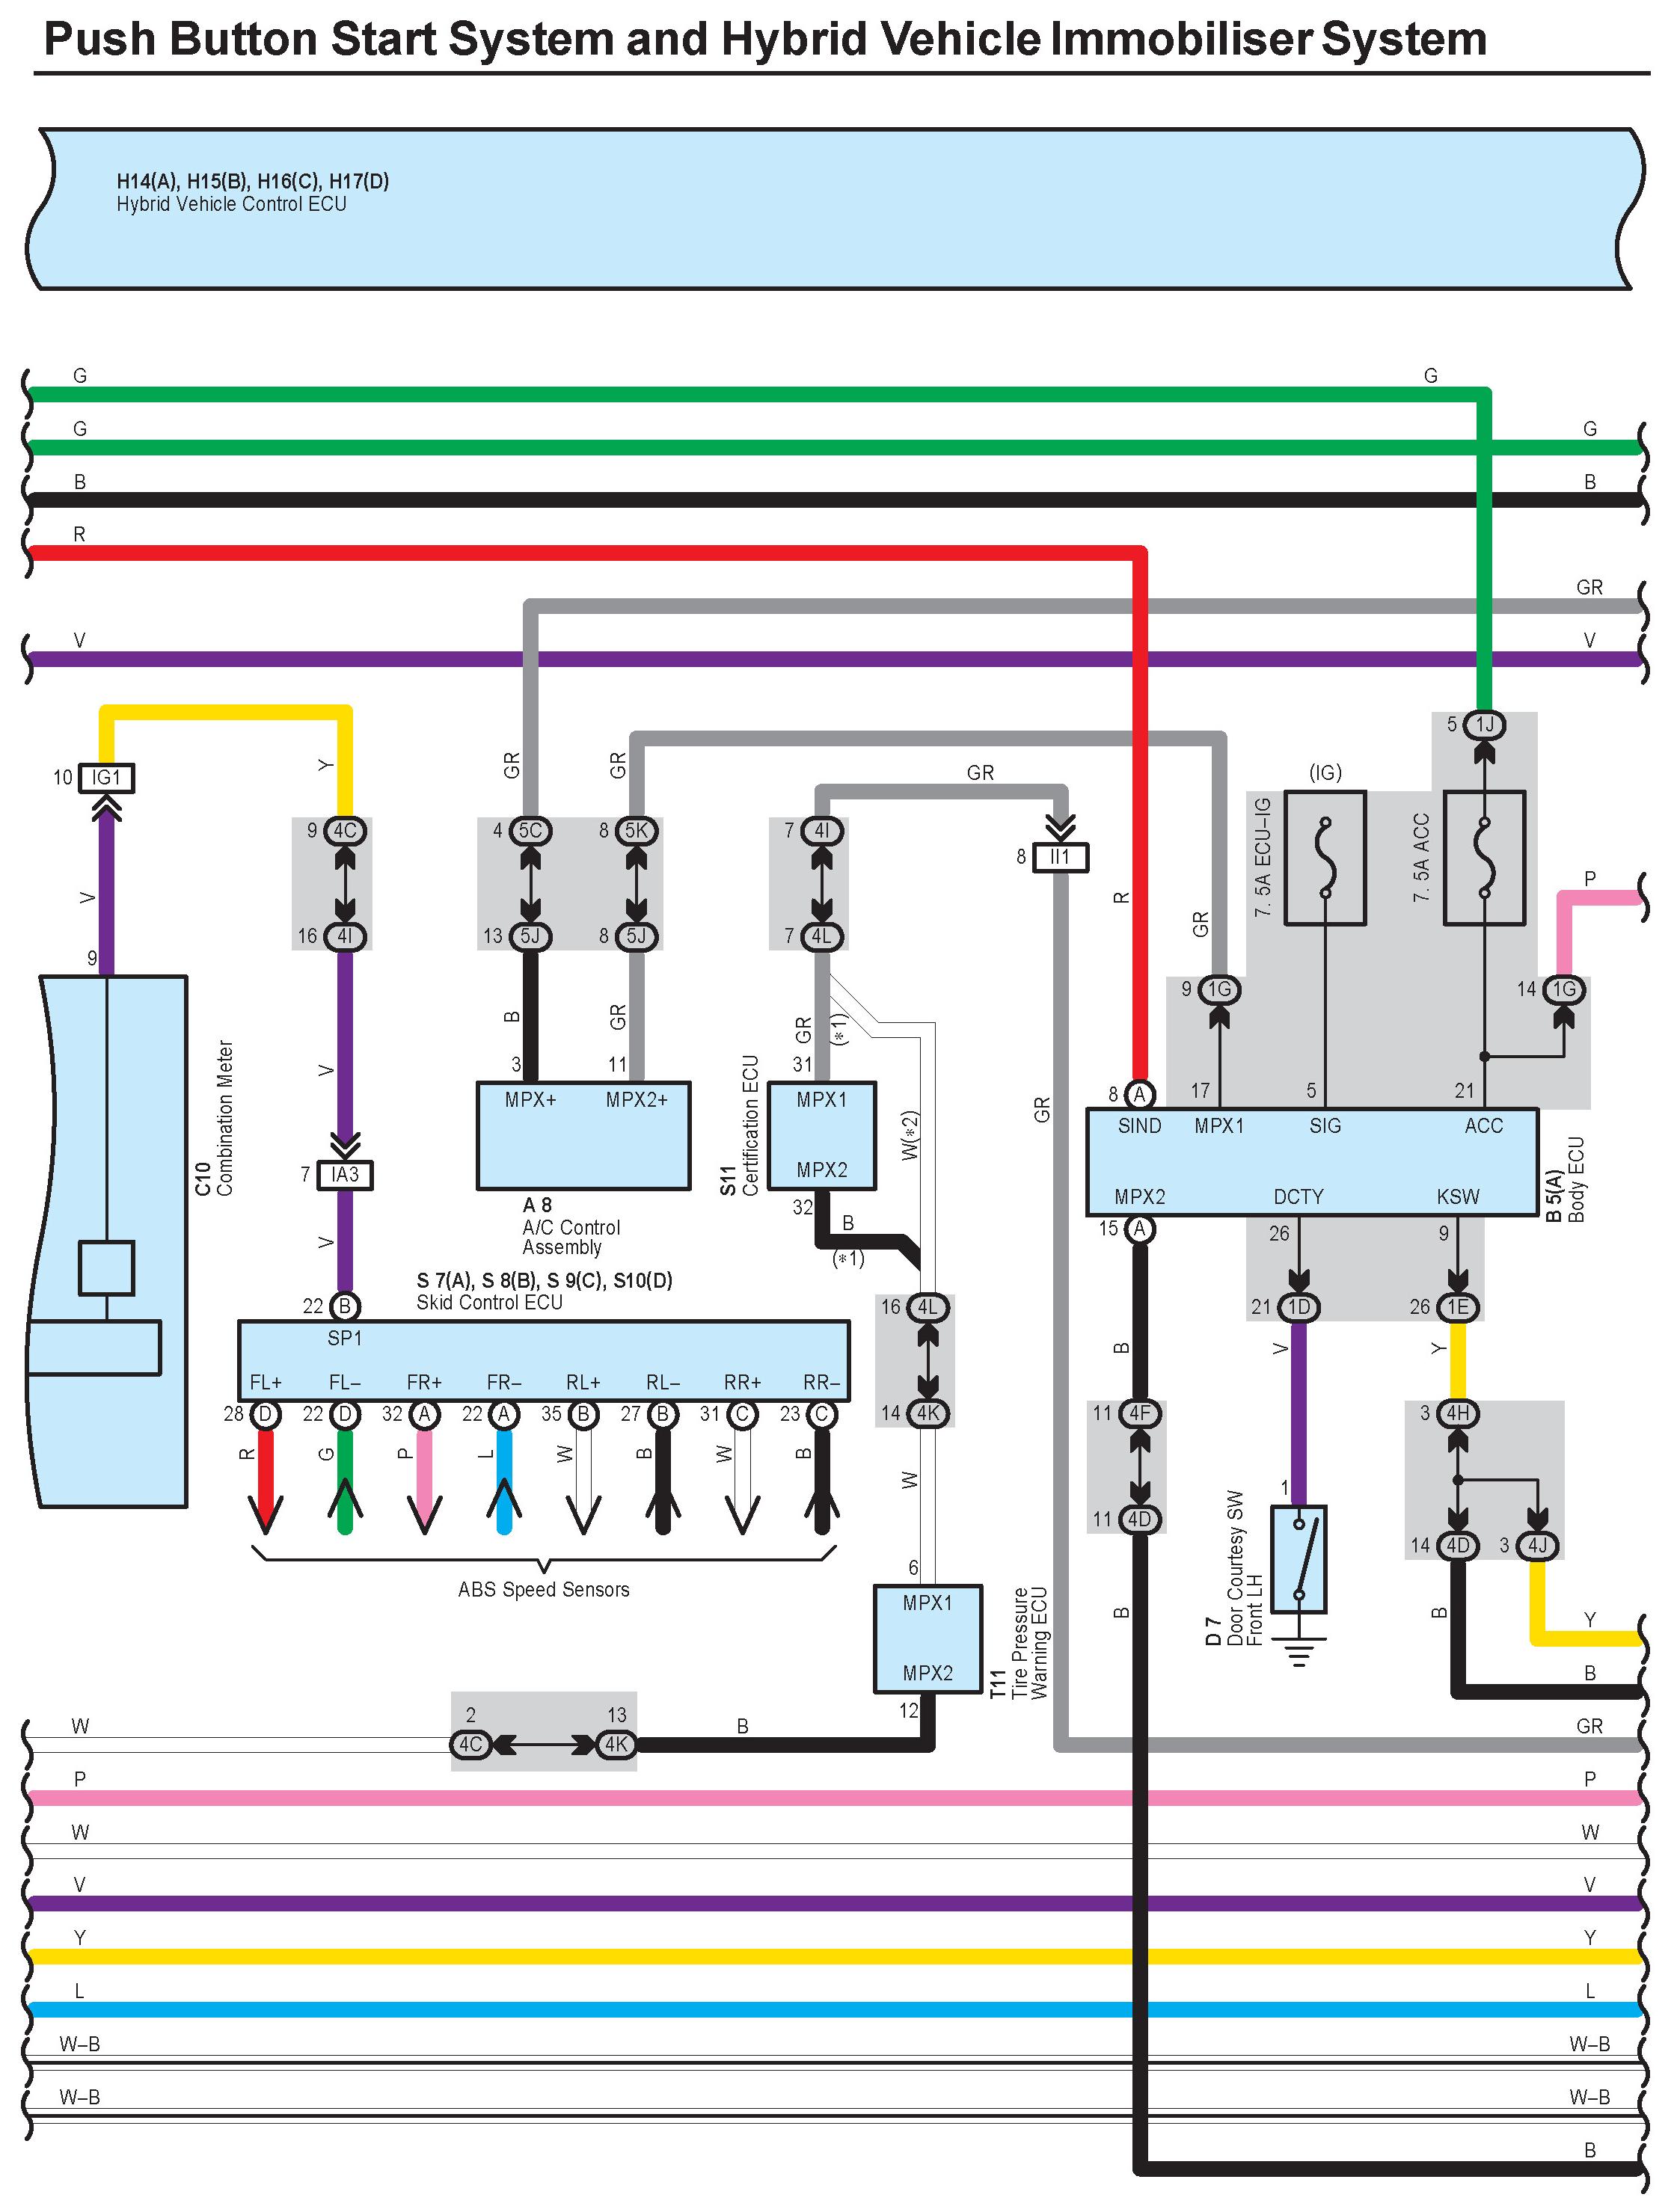 Push Button Start System and Hybrid Vehicle Immobiliser System
H14(A), H15(B), H16(C), H17(D)
Hybrid Vehicle Control ECU
G G
G G
B B
R
GR
V V
5 1J
(IG)
7. 5A ECU–IG
7. 5A ACC
P
10 IG1
Y
GR
GR
GR
9 4C
4 5C
8 5K
7 4I
8 II1
V
R
GR
16 4I
13 5J
8 5J
7 4L
9
9 1G
14 1G
V
B
GR
GR
(*1)
3
11
31
8 A
17
5
21
C10
Combination Meter
MPX+
MPX2+
A 8
A/C Control
Assembly
S11
Certification ECU
MPX1
MPX2
W(*2)
GR
SIND
MPX1
SIG
ACC
MPX2
DCTY
KSW
B 5(A)
Body ECU
7 IA3
V
32
B
(*1)
15 A
26
9
S 7(A), S 8(B), S 9(C), S10(D)
Skid Control ECU
22 B
SP1
16 4L
21 1D
26 1E
B
V
Y
FL+
FL–
FR+
FR–
RL+
RL–
RR+
RR–
28 D
22 D
32 A
22 A
35 B
27 B
31 C
23 C
14 4K
11 4F
3 4H
R
G
P
L
W
B
W
B
W
11 4D
14 4D
3 4J
1
ABS Speed Sensors
6
MPX1
MPX2
T11
Tire Pressure
Warning ECU
B
D 7
Door Courtesy SW
Front LH
B
Y
B
12
2
13
W
4C
4K
B
GR
P P
W W
V V
Y Y
L L
W–B W–B
W–B W–B
B